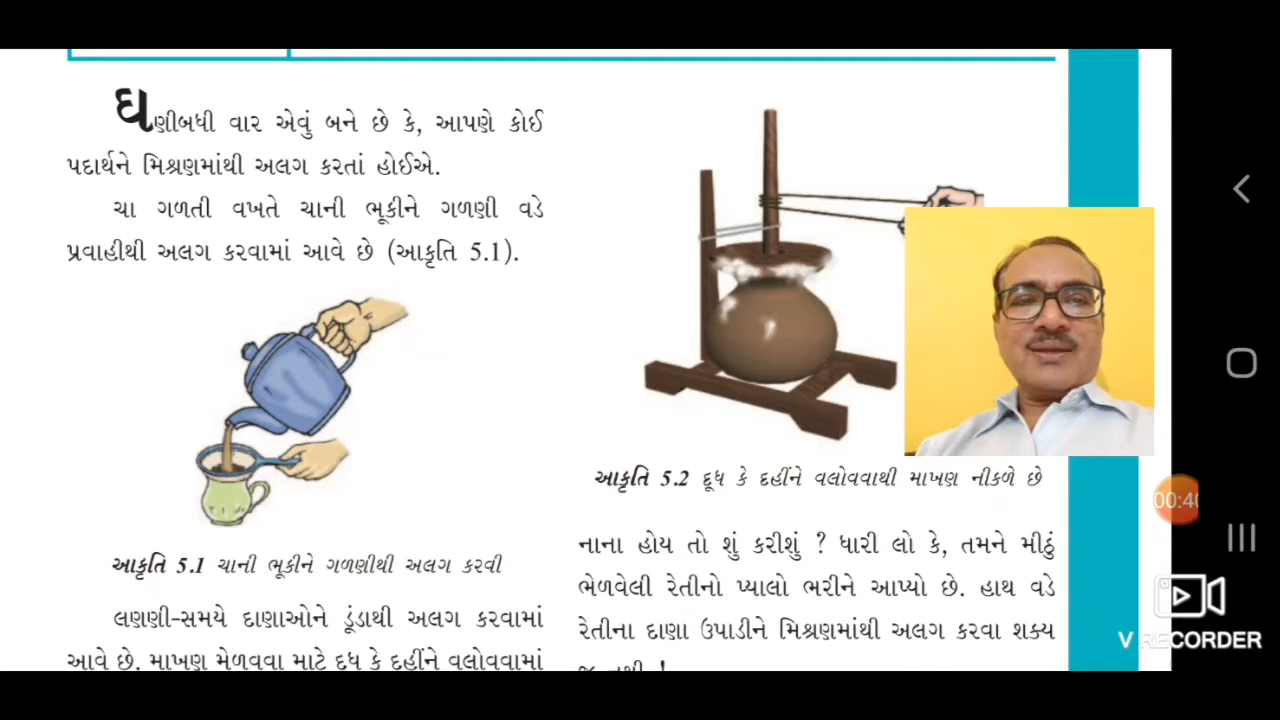 ઘણીબધી વાર એવું બને છે કે, આપણે કોઈ
પદાર્થને મિશ્રણમાંથી અલગ કરતાં હોઈએ.
ચા ગળતી વખતે ચાની ભૂકીને ગળણી વડે
પ્રવાહીથી અલગ કરવામાં આવે છે (આકૃતિ 5.1).
આકૃતિ 5.1 ચાની ભૂકીને ગળણીથી અલગ કરવી
લણણી-સમયે દાણાઓને ડૂંડાથી અલગ કરવામાં
આવે છે. માખણ મેળવવા માટે દૂધ કે દહીંને વલોવવામાં
આકૃતિ 5.2 દૂધ કે દહીંને વલોવવાથી માખણ નીકળે છે
નાના હોય તો શું કરીશું ? ધારી લો કે, તમને મીઠું
ભેળવેલી રેતીનો પ્યાલો ભરીને આપ્યો છે. હાથ વડે
રેતીના દાણા ઉપાડીને મિશ્રણમાંથી અલગ કરવા શક્ય
00:40
V RECORDER